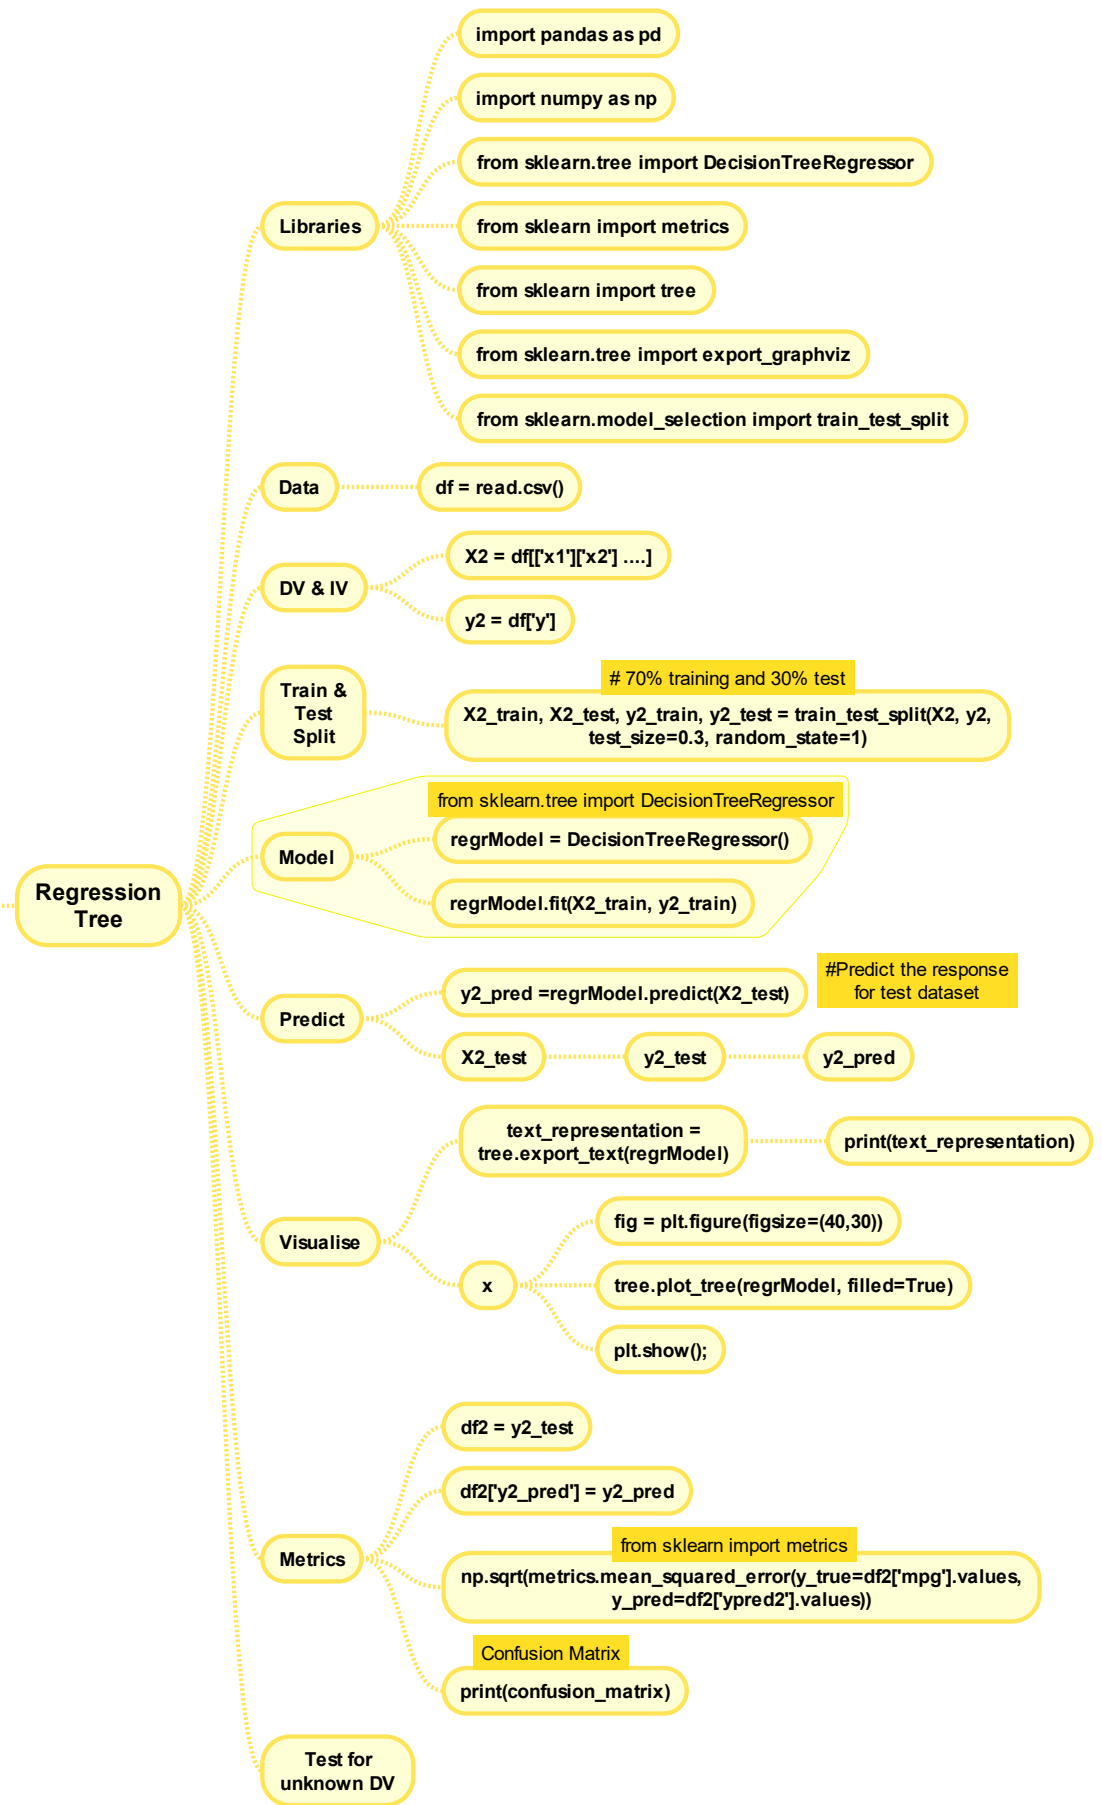 Regression
Tree
Libraries
import pandas as pd
import numpy as np
from sklearn.tree import DecisionTreeRegressor
from sklearn import metrics
from sklearn import tree
from sklearn.tree import export_graphviz
from sklearn.model_selection import train_test_split
Data
df = read.csv()
DV & IV
X2 = df[['x1']['x2'] ....]
y2 = df['y']
Train &
Test
Split
# 70% training and 30% test
X2_train, X2_test, y2_train, y2_test = train_test_split(X2, y2,
test_size=0.3, random_state=1)
Model
from sklearn.tree import DecisionTreeRegressor
regrModel = DecisionTreeRegressor()
regrModel.fit(X2_train, y2_train)
Predict
y2_pred =regrModel.predict(X2_test)
#Predict the response
for test dataset
X2_test
y2_test
y2_pred
Visualise
text_representation =
tree.export_text(regrModel)
print(text_representation)
x
fig = plt.figure(figsize=(40,30))
tree.plot_tree(regrModel, filled=True)
plt.show();
Metrics
df2 = y2_test
df2['y2_pred'] = y2_pred
from sklearn import metrics
np.sqrt(metrics.mean_squared_error(y_true=df2['mpg'].values,
y_pred=df2['ypred2'].values))
Confusion Matrix
print(confusion_matrix)
Test for
unknown DV